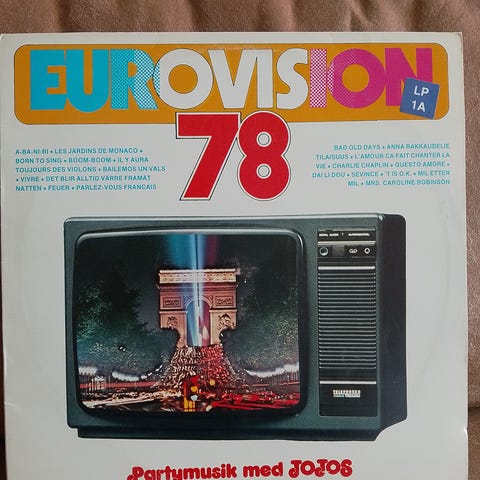 EUROVISION
LP
1A
78
A-BA-NI-BI • LES JARDINS DE MONACO •
BORN TO SING • BOOM-BOOM • IL Y AURA
TOUJOURS DES VIOLONS • BAILEMOS UN VALS
• VIVRE • DET BLIR ALLTID VÄRRE FRAMÅT
NATTEN • FEUER • PARLEZ-VOUS FRANCAIS
BAD OLD DAYS • ANNA RAKKAUDELLE
TILAISUUS • L'AMOUR CA FAIT CHANTER LA
VIE • CHARLIE CHAPLIN • QUESTO AMORE •
DAI LI DOU • SEVINCE • 'T IS O.K. • MIL ETTER
MIL • MRS. CAROLINE ROBINSON
TELEFUNKEN
Partymusik med JOJOS